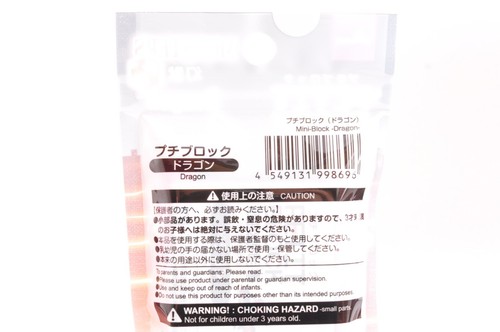 プチブロック（ドラゴン）
Mini-Block -Dragon-
プチブロック
ドラゴン
Dragon
4 549131 998693
使用上の注意 CAUTION
【保護者の方へ、必ずお読みください。】
●小部品があります。誤飲・窒息の危険がありますので、3才未満
のお子様へは絶対に与えないでください。
●本品を使用する際は、保護者監督のもと使用してください。
●乳幼児の手の届かない場所で使用・保管してください。
●本来の用途以外に使用しないでください。
To parents and guardians: Please read.
●Please use product under parental or guardian supervision.
●Use and keep out of reach of infants.
●Do not use this product for purposes other than its intended purposes.
WARNING! : CHOKING HAZARD -small parts
Not for children under 3 years old.